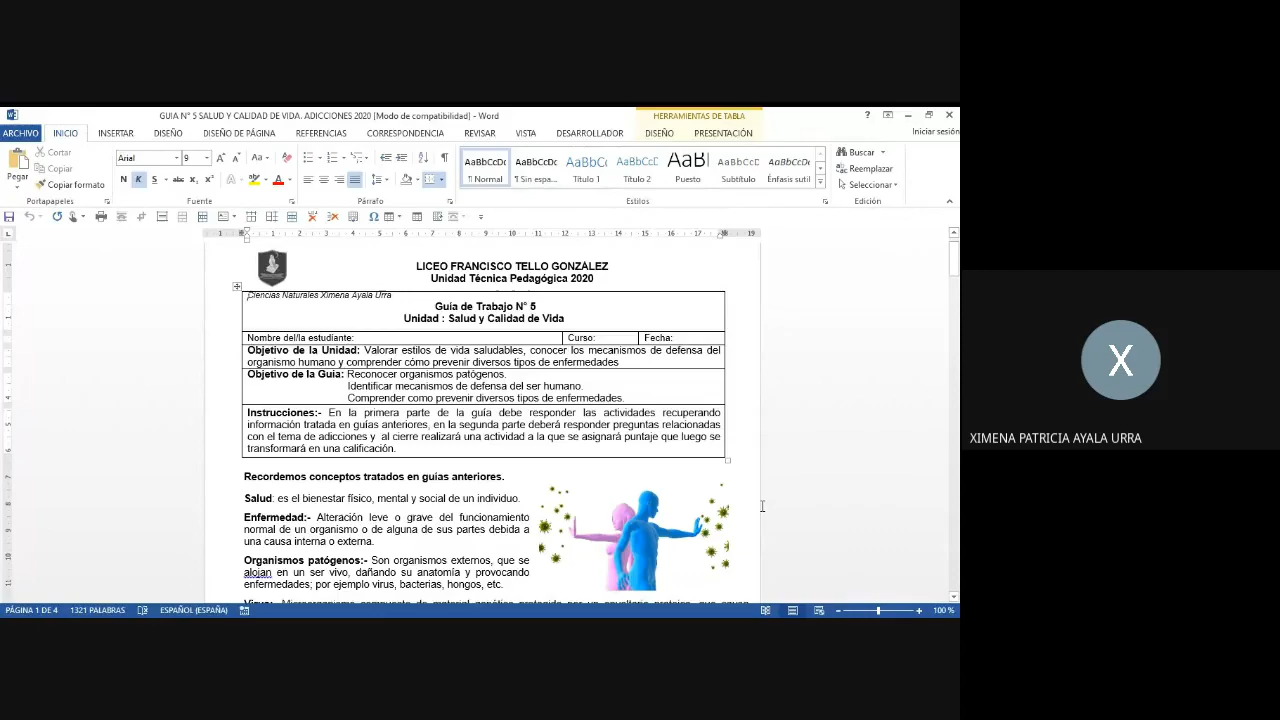 GUIA N° 5 SALUD Y CALIDAD DE VIDA. ADICCIONES 2020 [Modo de compatibilidad] - Word
HERRAMIENTAS DE TABLA
ARCHIVO INICIO INSERTAR DISEÑO DISEÑO DE PÁGINA REFERENCIAS CORRESPONDENCIA REVISAR VISTA DESARROLLADOR DISEÑO PRESENTACIÓN Iniciar sesión
Pegar
Cortar
Copiar
Copiar formato
Portapapeles
Arial 9
Fuente
Párrafo
AaBbCcDc AaBbCcDc AaBbCc AaBbCcD AaBl AaBbCcD AaBbCcDc
¶ Normal ¶ Sin espa... Título 1 Título 2 Puesto Subtítulo Énfasis sutil
Estilos
Buscar
Reemplazar
Seleccionar
Edición
LICEO FRANCISCO TELLO GONZÁLEZ
Unidad Técnica Pedagógica 2020
Ciencias Naturales Ximena Ayala Urra
Guía de Trabajo N° 5
Unidad : Salud y Calidad de Vida
Nombre del/la estudiante: Curso: Fecha:
Objetivo de la Unidad: Valorar estilos de vida saludables, conocer los mecanismos de defensa del
organismo humano y comprender cómo prevenir diversos tipos de enfermedades
Objetivo de la Guía: Reconocer organismos patógenos.
Identificar mecanismos de defensa del ser humano.
Comprender como prevenir diversos tipos de enfermedades.
Instrucciones:- En la primera parte de la guía debe responder las actividades recuperando
información tratada en guías anteriores, en la segunda parte deberá responder preguntas relacionadas
con el tema de adicciones y al cierre realizará una actividad a la que se asignará puntaje que luego se
transformará en una calificación.
Recordemos conceptos tratados en guías anteriores.
Salud: es el bienestar físico, mental y social de un individuo.
Enfermedad:- Alteración leve o grave del funcionamiento
normal de un organismo o de alguna de sus partes debida a
una causa interna o externa.
Organismos patógenos:- Son organismos externos, que se
alojan en un ser vivo, dañando su anatomía y provocando
enfermedades; por ejemplo virus, bacterias, hongos, etc.
PÁGINA 1 DE 4 1321 PALABRAS ESPAÑOL (ESPAÑA) 100 %
X
XIMENA PATRICIA AYALA URRA